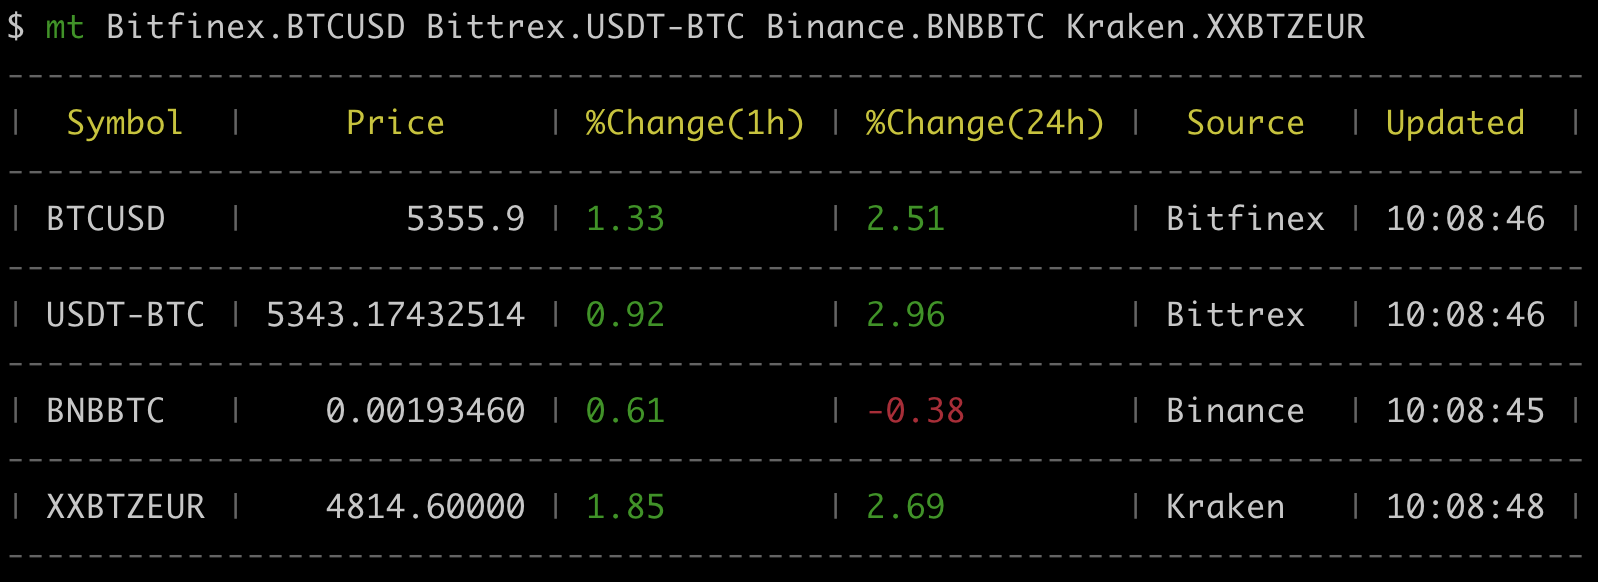 $ mt Bitfinex.BTCUSD Bittrex.USDT-BTC Binance.BNBBTC Kraken.XXBTZEUR
--------------------------------------------------------------------------------
| Symbol | Price | %Change(1h) | %Change(24h) | Source | Updated |
--------------------------------------------------------------------------------
| BTCUSD | 5355.9 | 1.33 | 2.51 | Bitfinex | 10:08:46 |
--------------------------------------------------------------------------------
| USDT-BTC | 5343.17432514 | 0.92 | 2.96 | Bittrex | 10:08:46 |
--------------------------------------------------------------------------------
| BNBBTC | 0.00193460 | 0.61 | -0.38 | Binance | 10:08:45 |
--------------------------------------------------------------------------------
| XXBTZEUR | 4814.60000 | 1.85 | 2.69 | Kraken | 10:08:48 |
--------------------------------------------------------------------------------